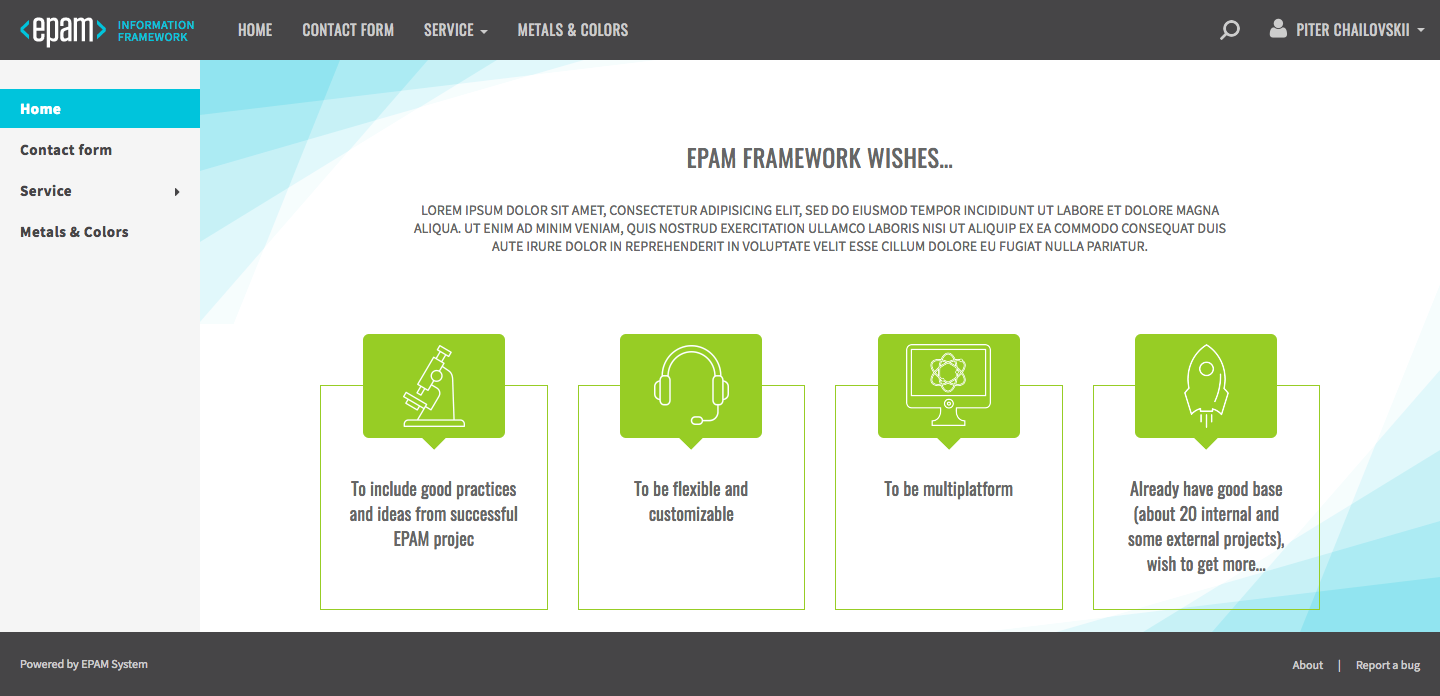 <epam>
INFORMATION
FRAMEWORK
HOME
CONTACT FORM
SERVICE
METALS & COLORS
PITER CHAILOVSKII
Home
Contact form
Service
Metals & Colors
EPAM FRAMEWORK WISHES…
LOREM IPSUM DOLOR SIT AMET, CONSECTETUR ADIPISICING ELIT, SED DO EIUSMOD TEMPOR INCIDIDUNT UT LABORE ET DOLORE MAGNA
ALIQUA. UT ENIM AD MINIM VENIAM, QUIS NOSTRUD EXERCITATION ULLAMCO LABORIS NISI UT ALIQUIP EX EA COMMODO CONSEQUAT DUIS
AUTE IRURE DOLOR IN REPREHENDERIT IN VOLUPTATE VELIT ESSE CILLUM DOLORE EU FUGIAT NULLA PARIATUR.
To include good practices
and ideas from successful
EPAM projec
To be flexible and
customizable
To be multiplatform
Already have good base
(about 20 internal and
some external projects),
wish to get more…
Powered by EPAM System
About
|
Report a bug